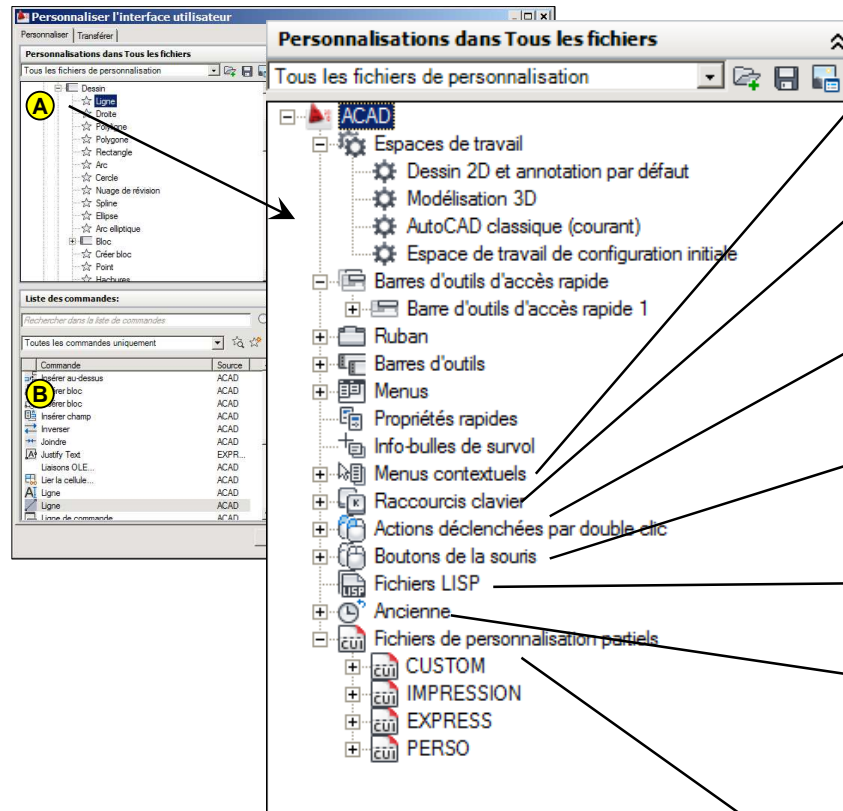 Personnaliser l'interface utilisateur
Personnaliser
Transférer
Personnalisations dans Tous les fichiers
Tous les fichiers de personnalisation
Dessin
A
Ligne
Droite
Polyligne
Polygone
Rectangle
Arc
Cercle
Nuage de révision
Spline
Ellipse
Arc elliptique
Bloc
Créer bloc
Point
Hachures
Liste des commandes:
Rechercher dans la liste de commandes
Toutes les commandes uniquement
Commande Source
Insérer au-dessus ACAD
B
rer bloc ACAD
érer bloc ACAD
Insérer champ ACAD
Inverser ACAD
Joindre ACAD
Justify Text EXPR...
Liaisons OLE... ACAD
Lier la cellule... ACAD
Ligne ACAD
Ligne ACAD
Ligne de commande ACAD
Personnalisations dans Tous les fichiers
Tous les fichiers de personnalisation
ACAD
Espaces de travail
Dessin 2D et annotation par défaut
Modélisation 3D
AutoCAD classique (courant)
Espace de travail de configuration initiale
Barres d'outils d'accès rapide
Barre d'outils d'accès rapide 1
Ruban
Barres d'outils
Menus
Propriétés rapides
Info-bulles de survol
Menus contextuels
Raccourcis clavier
Actions déclenchées par double clic
Boutons de la souris
Fichiers LISP
Ancienne
Fichiers de personnalisation partiels
CUSTOM
IMPRESSION
EXPRESS
PERSO